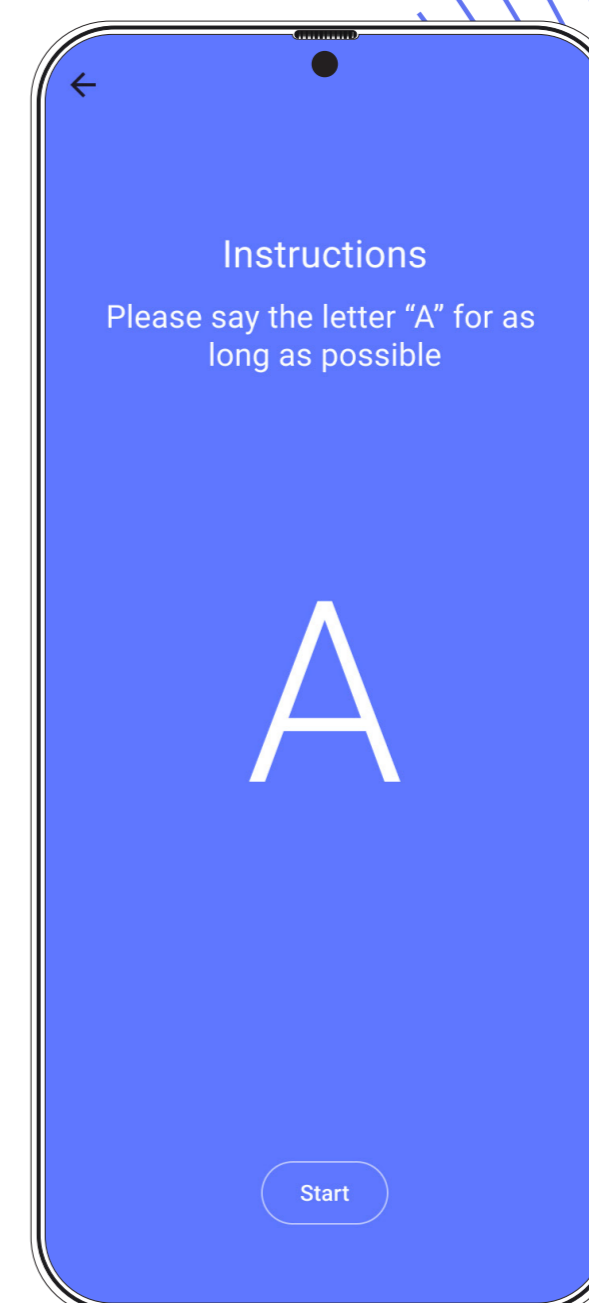 Instructions
Please say the letter “A” for as
long as possible
A
Start